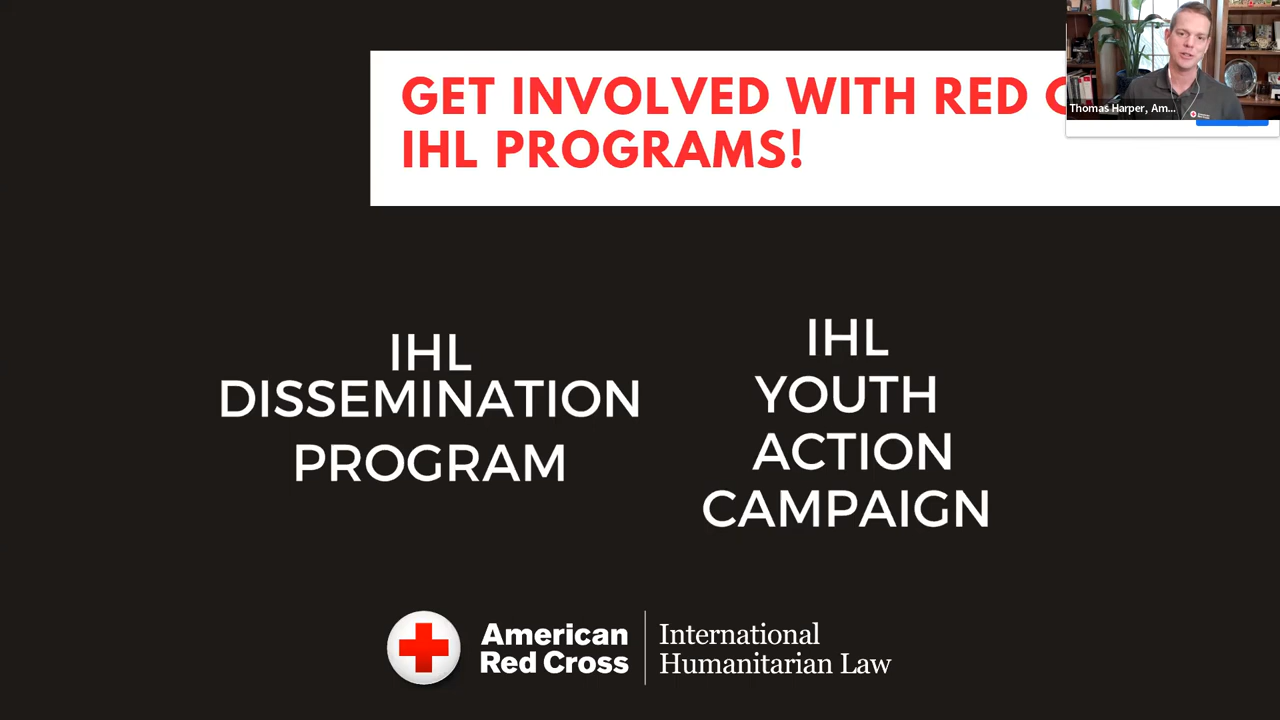 GET INVOLVED WITH RED
IHL PROGRAMS!
Thomas Harper, Am...
IHL
DISSEMINATION
PROGRAM
IHL
YOUTH
ACTION
CAMPAIGN
American
Red Cross
International
Humanitarian Law